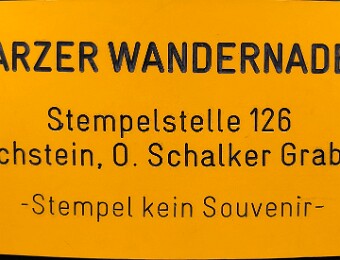 ARZER WANDERNADE
Stempelstelle 126
chstein, O. Schalker Grab
-Stempel kein Souvenir-